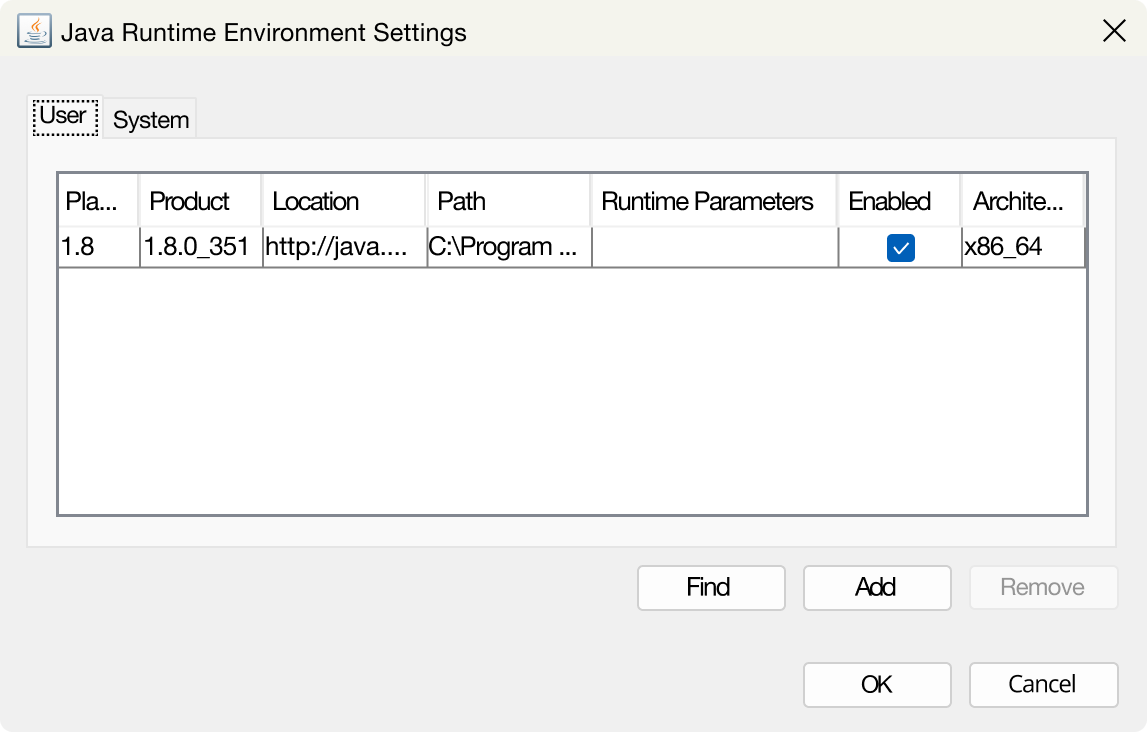 Java Runtime Environment Settings
User System
Pla... Product Location Path Runtime Parameters Enabled Archite...
1.8 1.8.0_351 http://java.... C:\Program ... x86_64
Find Add Remove
OK Cancel